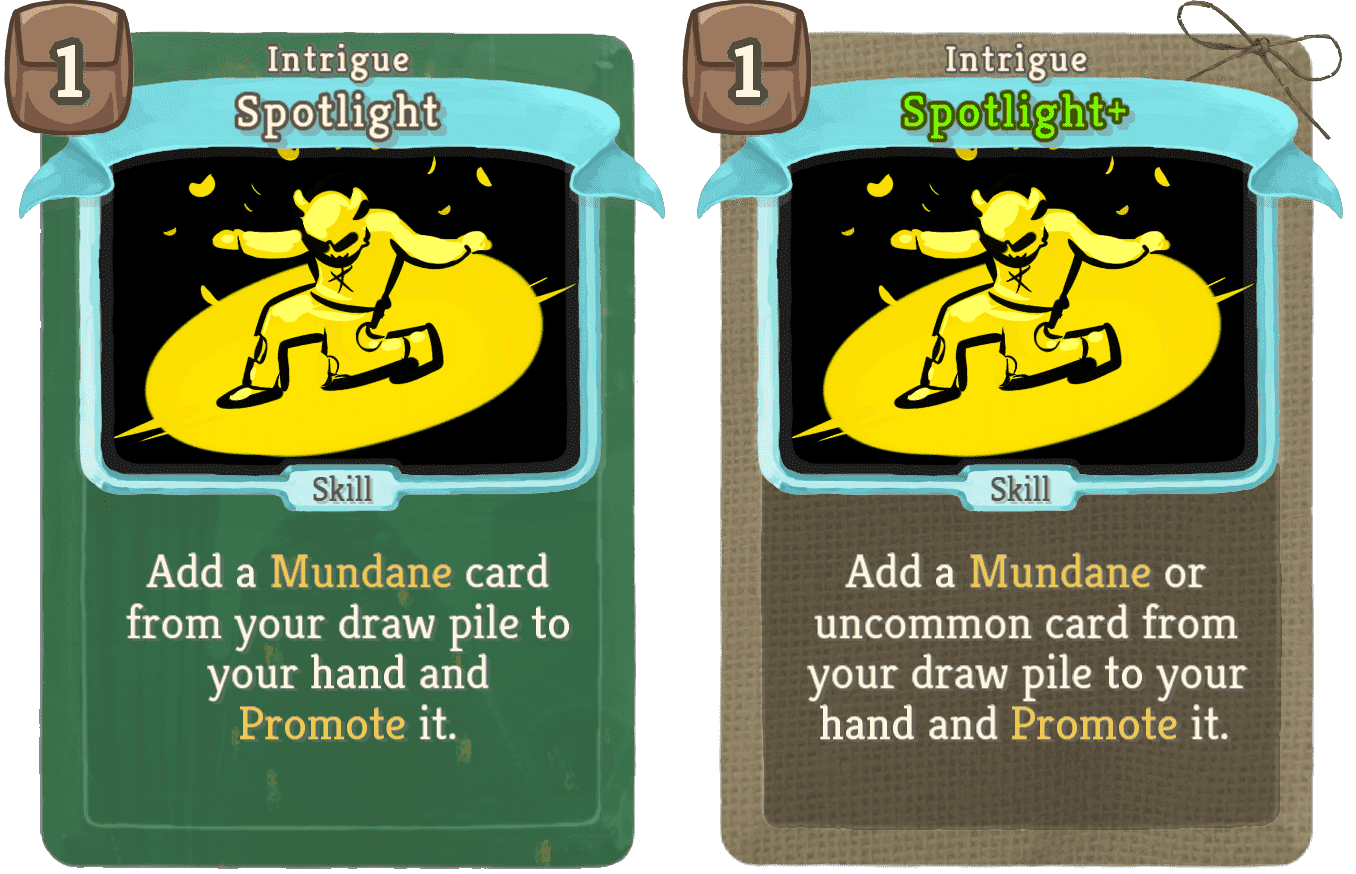 1
Intrigue
Spotlight
Skill
Add a Mundane card
from your draw pile to
your hand and
Promote it.
1
Intrigue
Spotlight+
Skill
Add a Mundane or
uncommon card from
your draw pile to your
hand and Promote it.